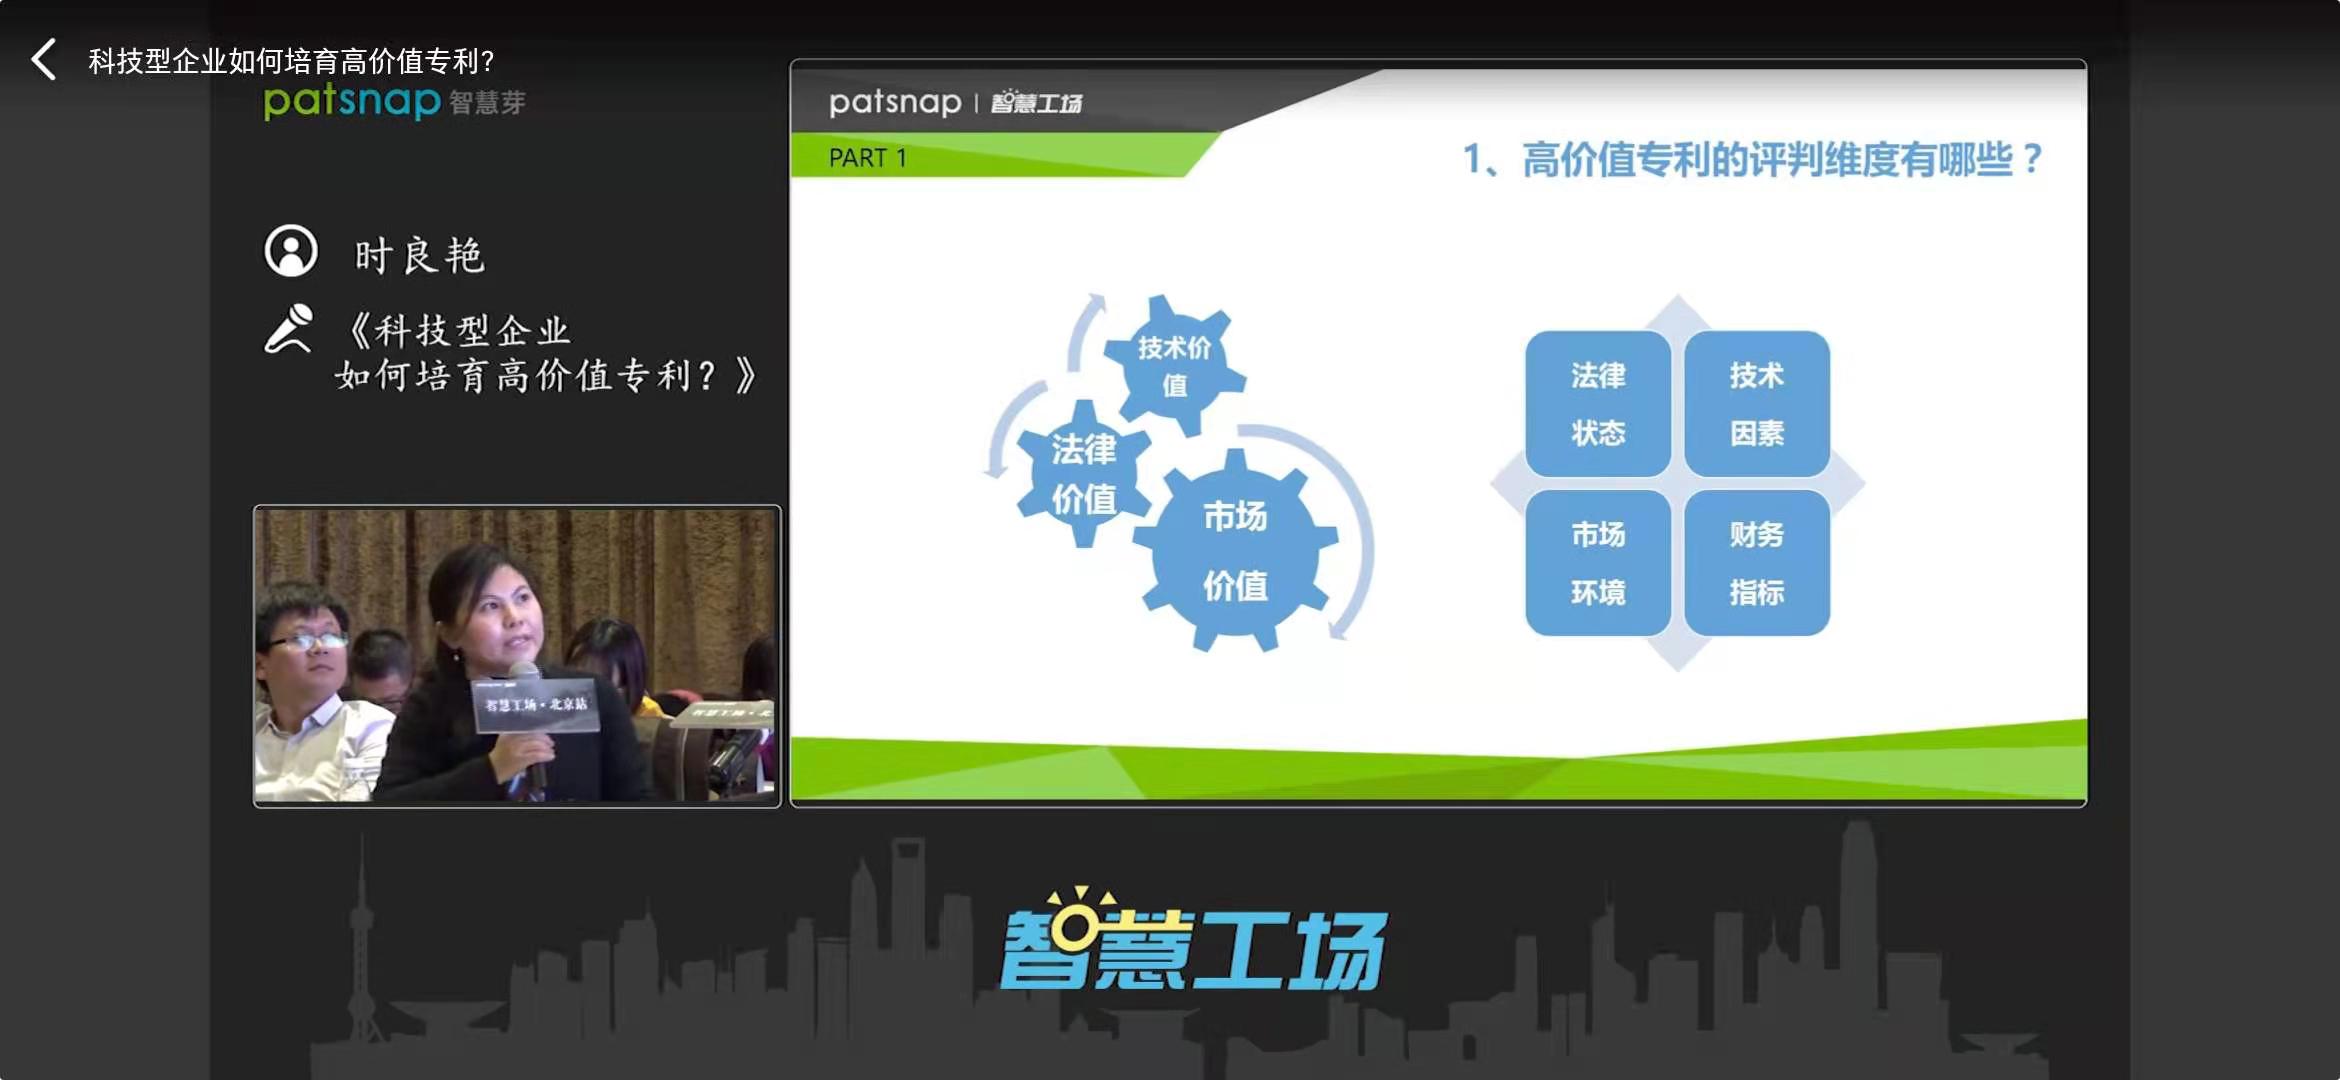 科技型企业如何培育高价值专利?
patsnap 智慧芽
时良艳
《科技型企业
如何培育高价值专利？》
智慧工场·北京站
patsnap | 智慧工场
PART 1
1、高价值专利的评判维度有哪些？
技术价
值
法律
价值
市场
价值
法律
状态
技术
因素
市场
环境
财务
指标
智慧工场